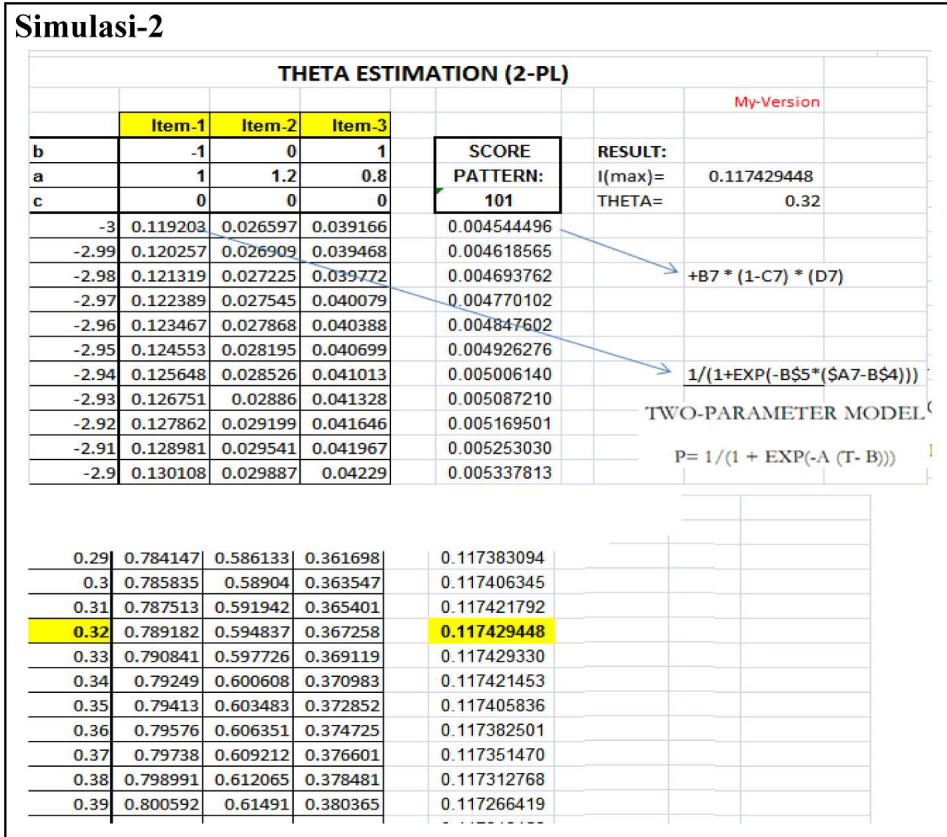 Simulasi-2
THETA ESTIMATION (2-PL)
My-Version
Item-1 Item-2 Item-3
b -1 0 1 SCORE RESULT:
a 1 1.2 0.8 PATTERN: I(max)= 0.117429448
c 0 0 0 101 THETA= 0.32
-3 0.119203 0.026597 0.039166 0.004544496
-2.99 0.120257 0.026909 0.039468 0.004618565
-2.98 0.121319 0.027225 0.039772 0.004693762 +B7 * (1-C7) * (D7)
-2.97 0.122389 0.027545 0.040079 0.004770102
-2.96 0.123467 0.027868 0.040388 0.004847602
-2.95 0.124553 0.028195 0.040699 0.004926276
-2.94 0.125648 0.028526 0.041013 0.005006140 1/(1+EXP(-B$5*($A7-B$4)))
-2.93 0.126751 0.02886 0.041328 0.005087210
TWO-PARAMETER MODEL
-2.92 0.127862 0.029199 0.041646 0.005169501
-2.91 0.128981 0.029541 0.041967 0.005253030
P= 1/(1 + EXP(-A (T- B)))
-2.9 0.130108 0.029887 0.04229 0.005337813
0.29 0.784147 0.586133 0.361698 0.117383094
0.3 0.785835 0.58904 0.363547 0.117406345
0.31 0.787513 0.591942 0.365401 0.117421792
0.32 0.789182 0.594837 0.367258 0.117429448
0.33 0.790841 0.597726 0.369119 0.117429330
0.34 0.79249 0.600608 0.370983 0.117421453
0.35 0.79413 0.603483 0.372852 0.117405836
0.36 0.79576 0.606351 0.374725 0.117382501
0.37 0.79738 0.609212 0.376601 0.117351470
0.38 0.798991 0.612065 0.378481 0.117312768
0.39 0.800592 0.61491 0.380365 0.117266419